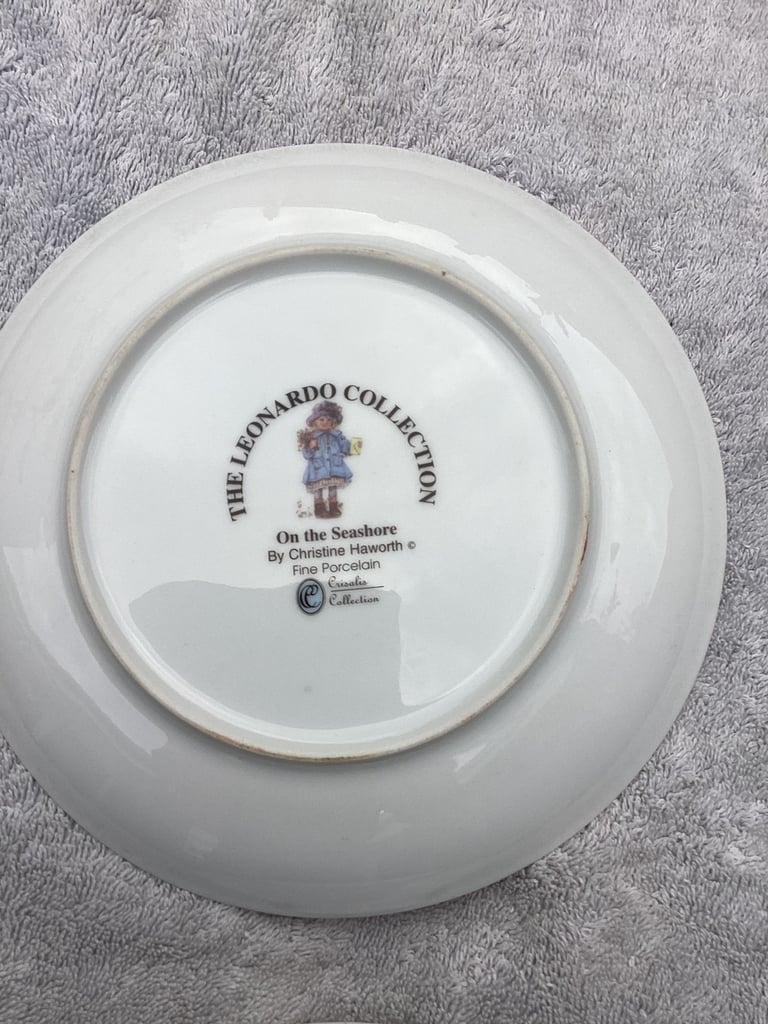 THE LEONARDO COLLECTION
On the Seashore
By Christine Haworth ©
Fine Porcelain
Crisalis
Collection